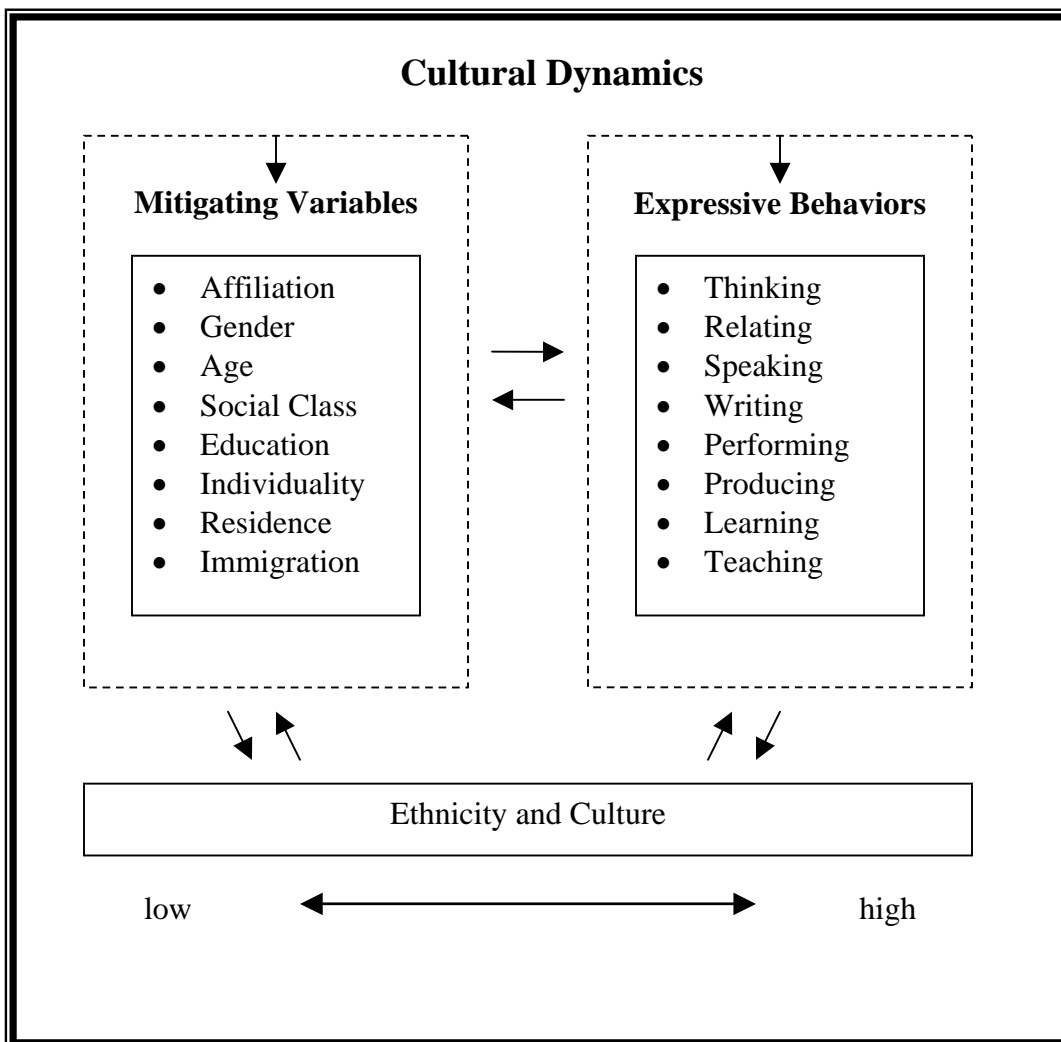 Cultural Dynamics
Mitigating Variables
• Affiliation
• Gender
• Age
• Social Class
• Education
• Individuality
• Residence
• Immigration
Expressive Behaviors
• Thinking
• Relating
• Speaking
• Writing
• Performing
• Producing
• Learning
• Teaching
Ethnicity and Culture
low high